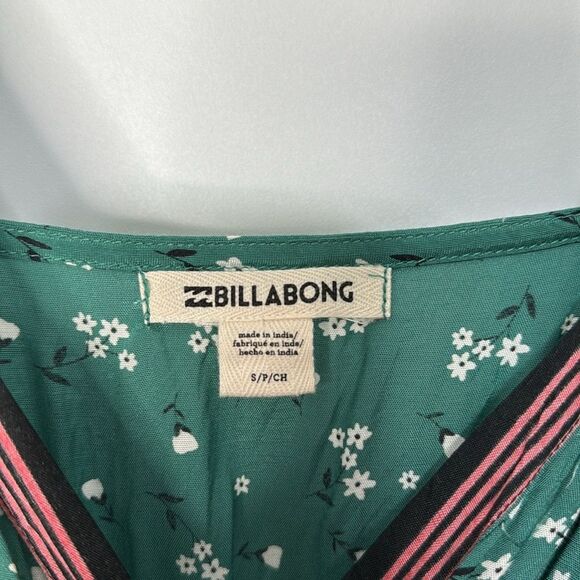 BILLABONG
made in india/
fabriqué en inde/
hecho en india
S/P/CH